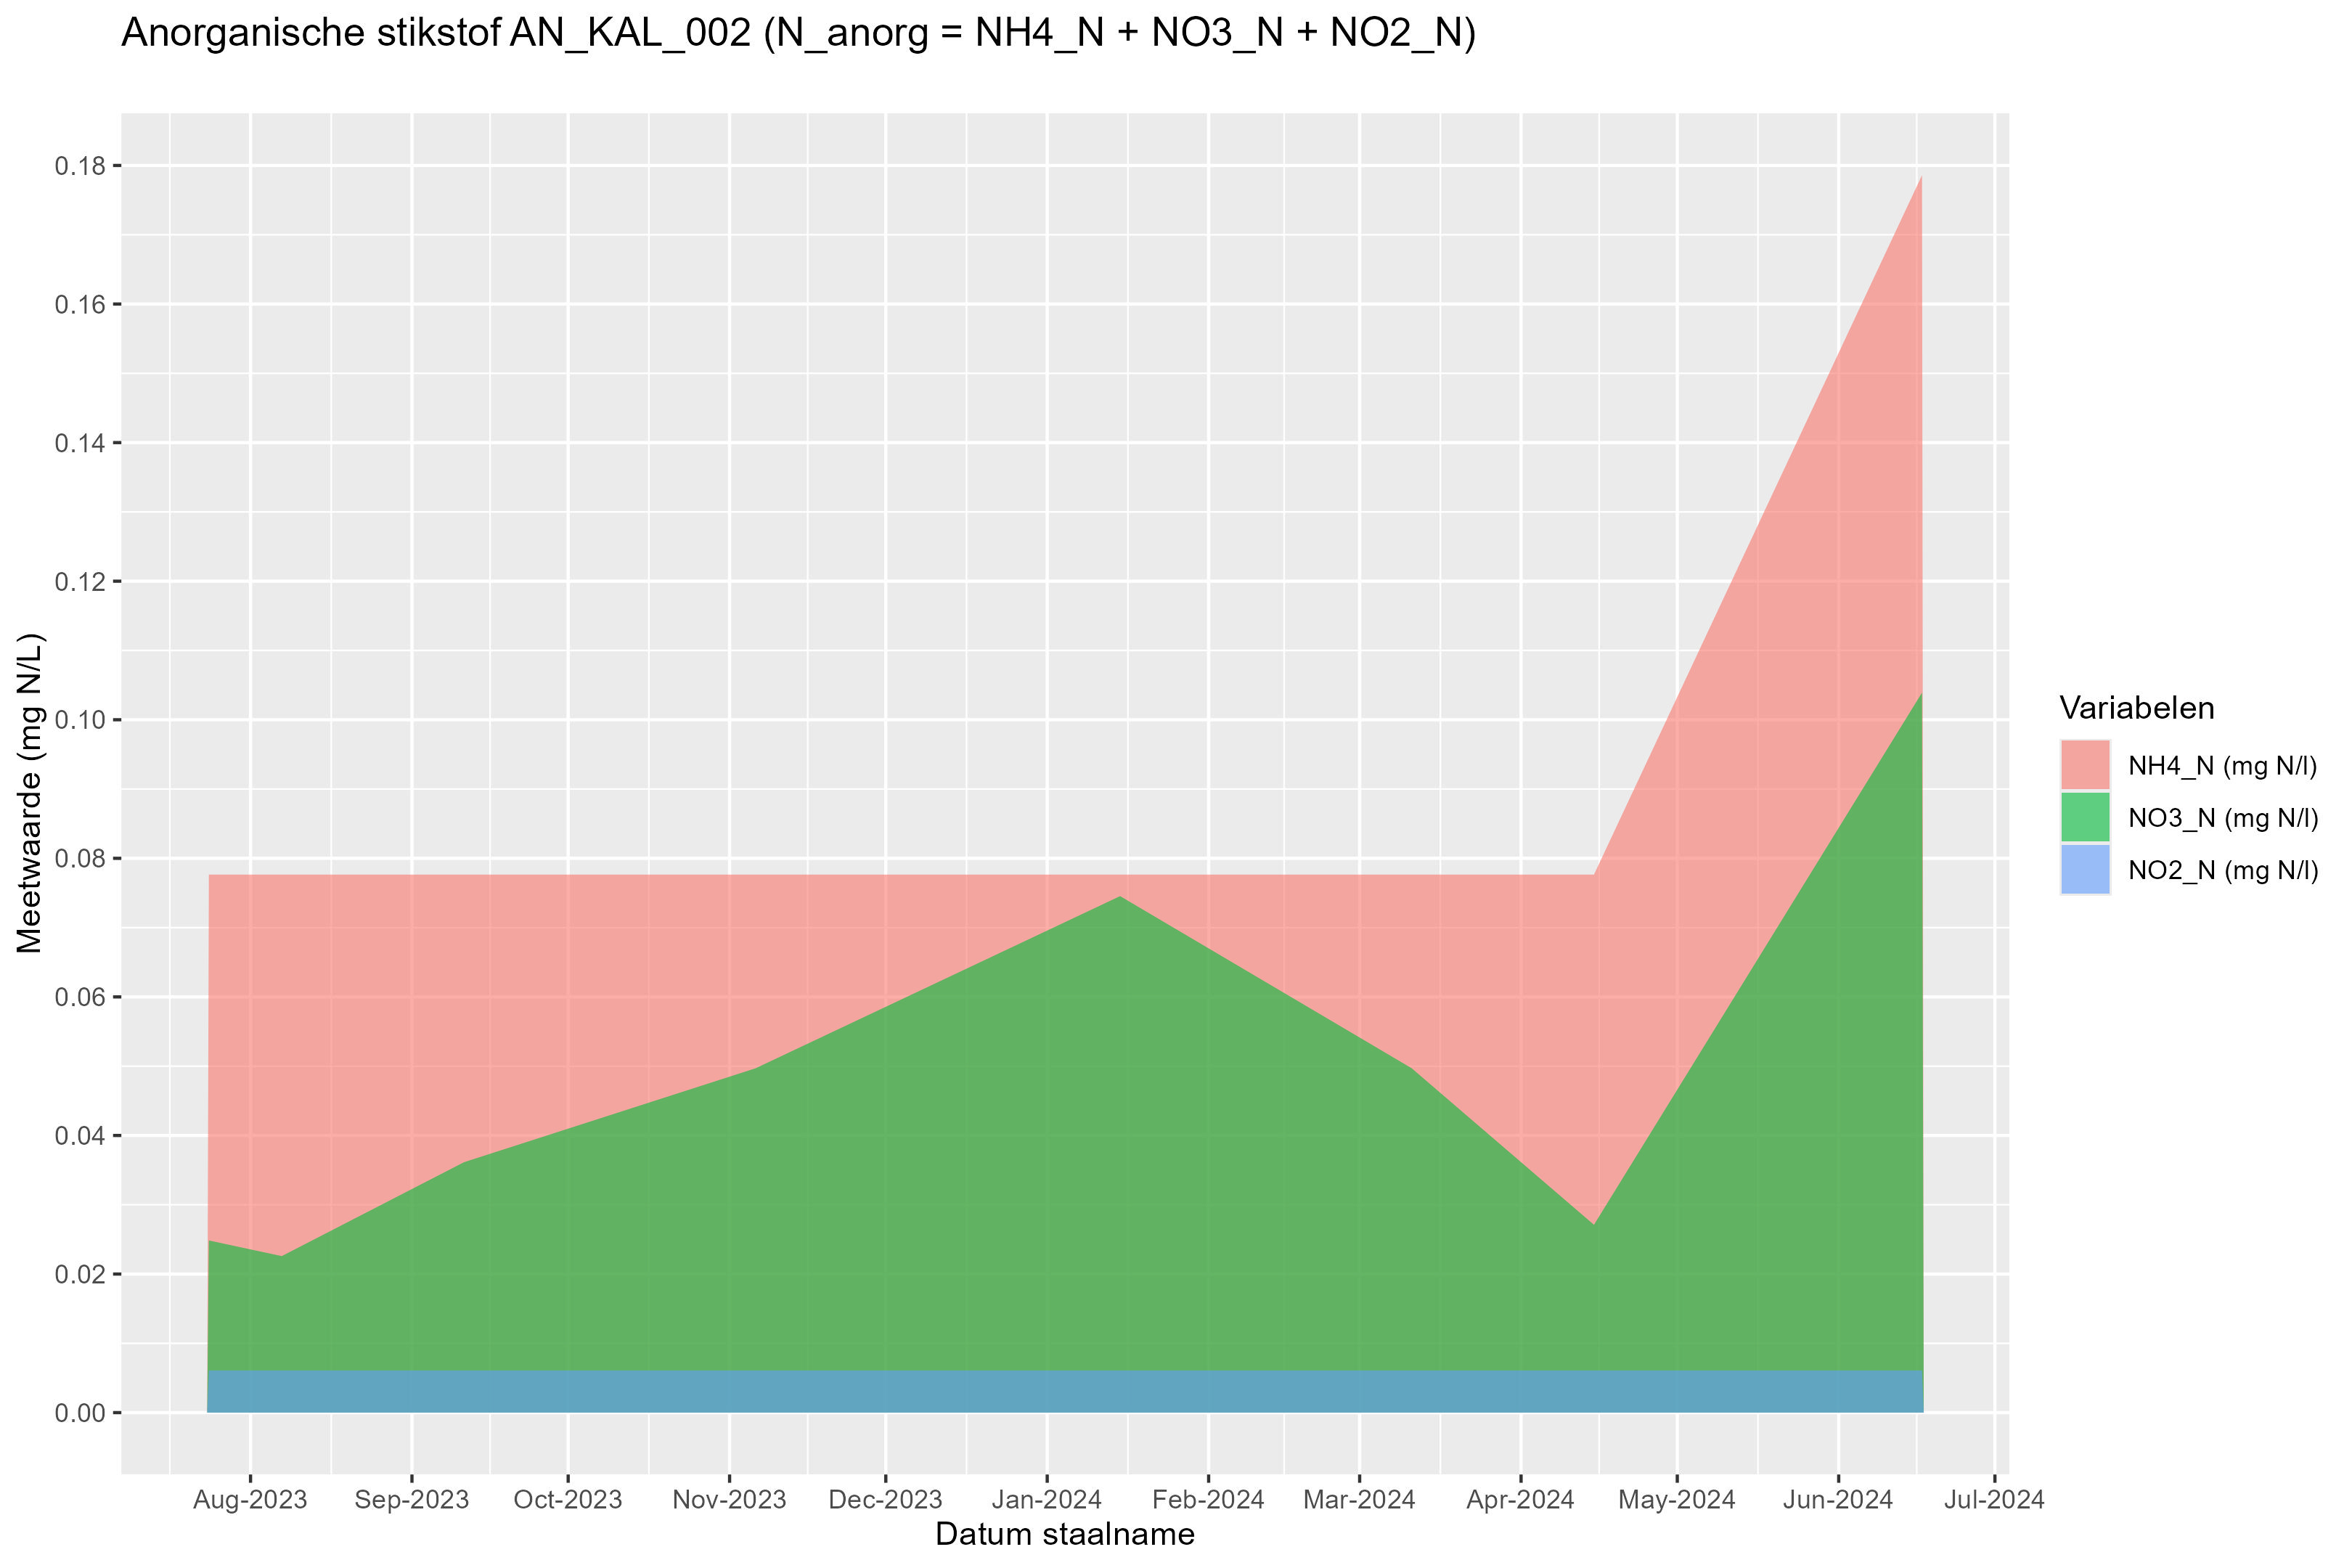 Anorganische stikstof AN_KAL_002 (N_anorg = NH4_N + NO3_N + NO2_N)
Meetwaarde (mg N/L)
0.18
0.16
0.14
0.12
0.10
0.08
0.06
0.04
0.02
0.00
Aug-2023 Sep-2023 Oct-2023 Nov-2023 Dec-2023 Jan-2024 Feb-2024 Mar-2024 Apr-2024 May-2024 Jun-2024 Jul-2024
Datum staalname
Variabelen
NH4_N (mg N/l)
NO3_N (mg N/l)
NO2_N (mg N/l)